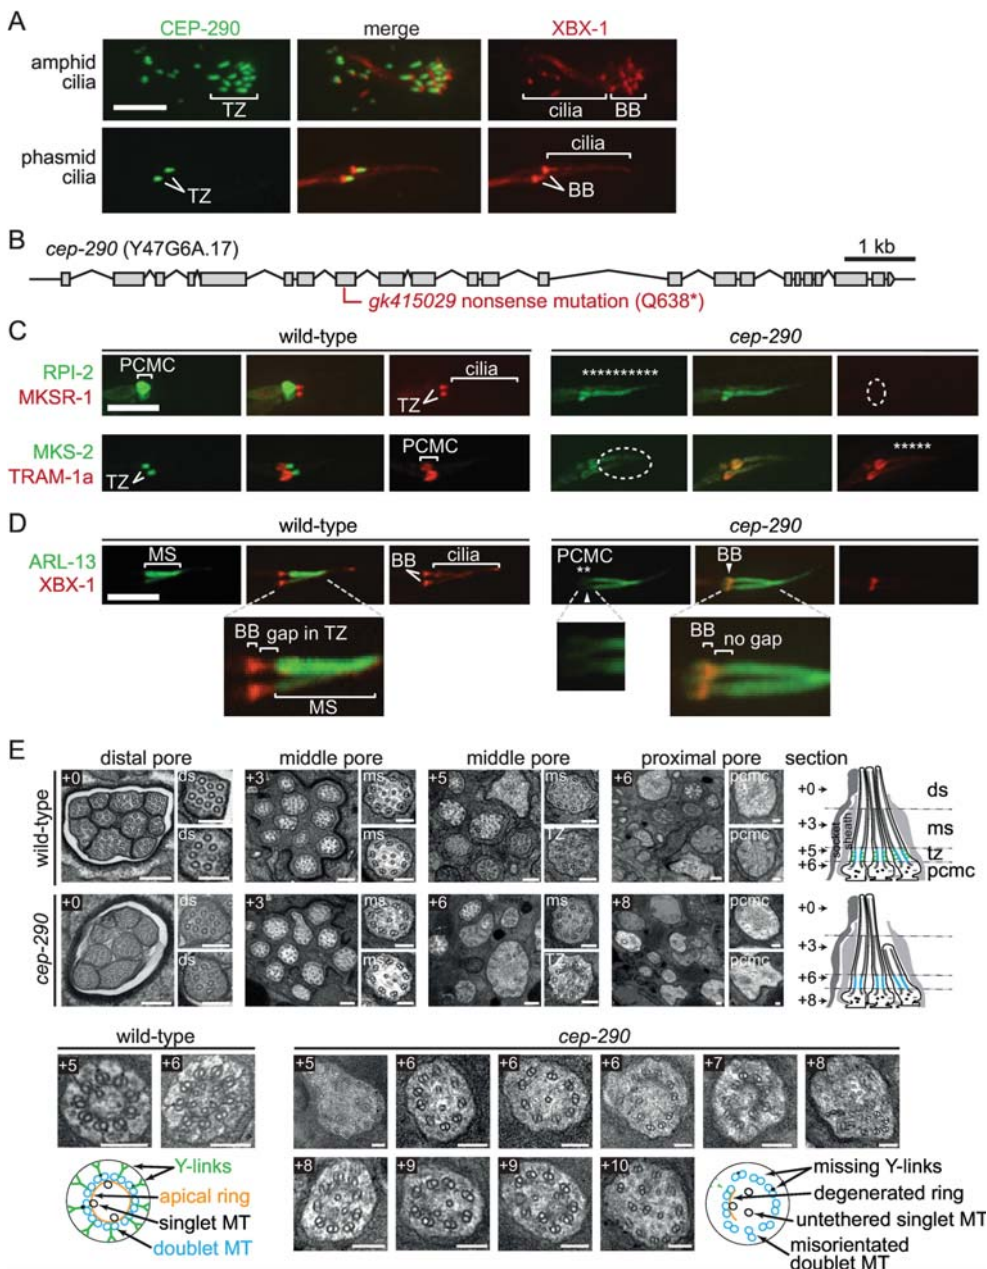 A
CEP-290 merge XBX-1
amphid cilia
TZ
cilia BB
phasmid cilia
TZ
cilia
BB
B
cep-290 (Y47G6A.17)
1 kb
gk415029 nonsense mutation (Q638*)
C
wild-type cep-290
RPI-2
MKSR-1
PCMC
TZ
cilia
**********
MKS-2
TRAM-1a
TZ
PCMC
*****
D
wild-type cep-290
ARL-13
XBX-1
MS
BB cilia
PCMC
**
BB
BB gap in TZ
MS
BB no gap
E
distal pore middle pore middle pore proximal pore section
wild-type
+0 ds ds
+3 ms ms
+5 ms TZ
+6 pcmc pcmc
+0 ds
+3 ms
+5 tz
+6 pcmc
socket
sheath
cep-290
+0 ds ds
+3 ms ms
+6 ms TZ
+8 pcmc pcmc
+0
+3
+6
+8
wild-type cep-290
+5 +6 +5 +6 +6 +6 +7 +8
+8 +9 +9 +10
Y-links
apical ring
singlet MT
doublet MT
missing Y-links
degenerated ring
untethered singlet MT
misorientated
doublet MT